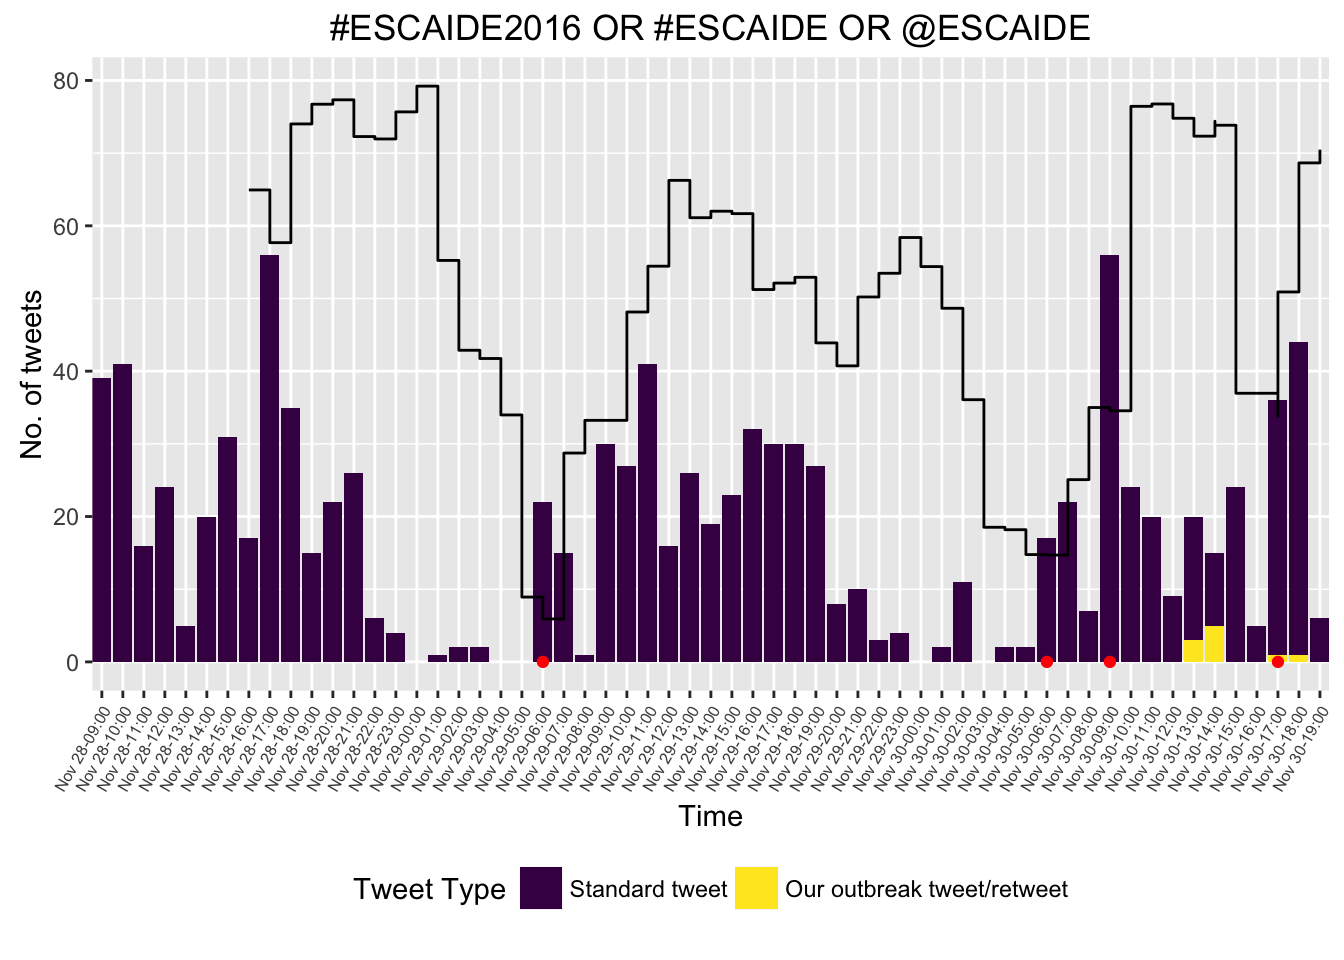 #ESCAIDE2016 OR #ESCAIDE OR @ESCAIDE
No. of tweets
80
60
40
20
0
Nov 28-09:00
Nov 28-10:00
Nov 28-11:00
Nov 28-12:00
Nov 28-13:00
Nov 28-14:00
Nov 28-15:00
Nov 28-16:00
Nov 28-17:00
Nov 28-18:00
Nov 28-19:00
Nov 28-20:00
Nov 28-21:00
Nov 28-22:00
Nov 28-23:00
Nov 29-00:00
Nov 29-01:00
Nov 29-02:00
Nov 29-03:00
Nov 29-04:00
Nov 29-05:00
Nov 29-06:00
Nov 29-07:00
Nov 29-08:00
Nov 29-09:00
Nov 29-10:00
Nov 29-11:00
Nov 29-12:00
Nov 29-13:00
Nov 29-14:00
Nov 29-15:00
Nov 29-16:00
Nov 29-17:00
Nov 29-18:00
Nov 29-19:00
Nov 29-20:00
Nov 29-21:00
Nov 29-22:00
Nov 29-23:00
Nov 30-00:00
Nov 30-01:00
Nov 30-02:00
Nov 30-03:00
Nov 30-04:00
Nov 30-05:00
Nov 30-06:00
Nov 30-07:00
Nov 30-08:00
Nov 30-09:00
Nov 30-10:00
Nov 30-11:00
Nov 30-12:00
Nov 30-13:00
Nov 30-14:00
Nov 30-15:00
Nov 30-16:00
Nov 30-17:00
Nov 30-18:00
Nov 30-19:00
Time
Tweet Type
Standard tweet
Our outbreak tweet/retweet